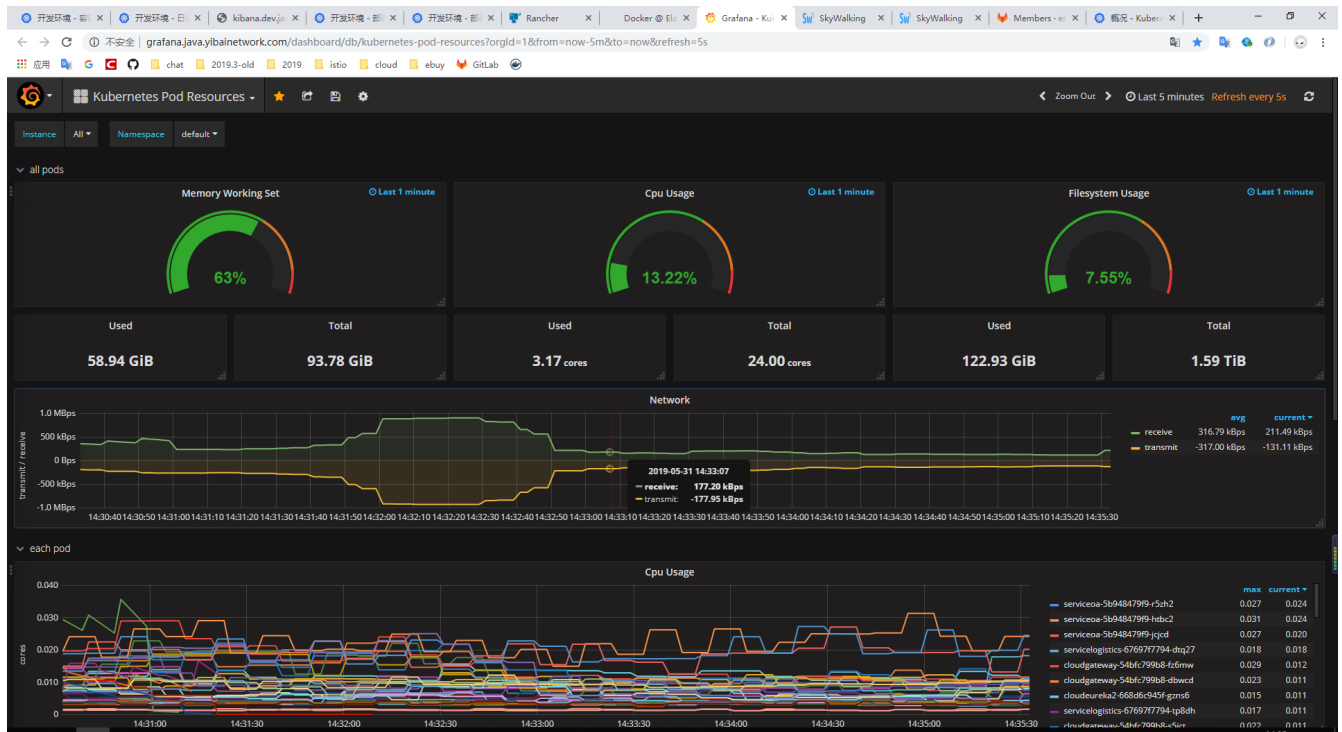 开发环境 - 容 开发环境 - 日 kibana.dev.ja 开发环境 - 部 开发环境 - 部 Rancher Docker @ Ela Grafana - Kub SkyWalking SkyWalking Members · el 概况 - Kubern
不安全 | grafana.java.yibainetwork.com/dashboard/db/kubernetes-pod-resources?orgId=1&from=now-5m&to=now&refresh=5s
应用 chat 2019.3-old 2019 istio cloud ebuy GitLab
Kubernetes Pod Resources Zoom Out Last 5 minutes Refresh every 5s
Instance All Namespace default
all pods
Memory Working Set Last 1 minute Cpu Usage Last 1 minute Filesystem Usage Last 1 minute
63% 13.22% 7.55%
Used Total Used Total Used Total
58.94 GiB 93.78 GiB 3.17 cores 24.00 cores 122.93 GiB 1.59 TiB
Network
transmit / receive
1.0 MBps
500 kBps
0 Bps
-500 kBps
-1.0 MBps
avg current
receive 316.79 kBps 211.49 kBps
transmit -317.00 kBps -131.11 kBps
2019-05-31 14:33:07
receive: 177.20 kBps
transmit: -177.95 kBps
14:30:40 14:30:50 14:31:00 14:31:10 14:31:20 14:31:30 14:31:40 14:31:50 14:32:00 14:32:10 14:32:20 14:32:30 14:32:40 14:32:50 14:33:00 14:33:10 14:33:20 14:33:30 14:33:40 14:33:50 14:34:00 14:34:10 14:34:20 14:34:30 14:34:40 14:34:50 14:35:00 14:35:10 14:35:20 14:35:30
each pod
Cpu Usage
cores
0.040
0.030
0.020
0.010
0
14:31:00 14:31:30 14:32:00 14:32:30 14:33:00 14:33:30 14:34:00 14:34:30 14:35:00 14:35:30
max current
serviceoa-5b948479f9-r5zh2 0.027 0.024
serviceoa-5b948479f9-htbc2 0.031 0.024
serviceoa-5b948479f9-jcjcd 0.027 0.020
servicelogistics-67697f7794-dtq27 0.018 0.018
cloudgateway-54bfc799b8-fz6mw 0.029 0.012
cloudgateway-54bfc799b8-dbwcd 0.023 0.011
cloudeureka2-668d6c945f-gzns6 0.015 0.011
servicelogistics-67697f7794-tp8dh 0.017 0.011
cloudgateway-54bfc799b8-s5jct 0.022 0.011